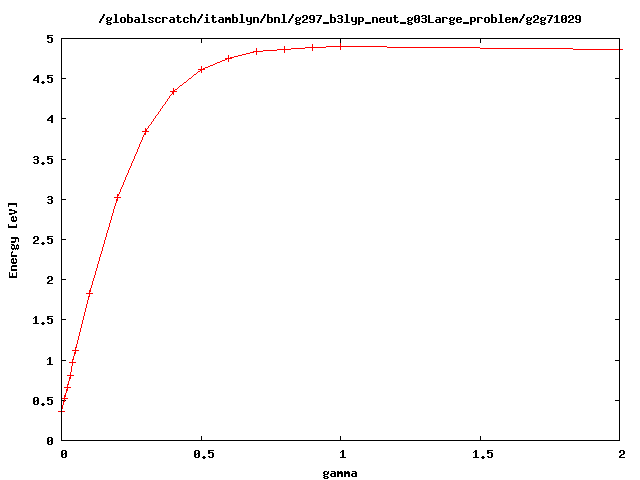 /globalscratch/itamblyn/bnl/g297_b3lyp_neut_g03Large_problem/g2g71029
5
4.5
4
3.5
3
2.5
2
1.5
1
0.5
0
Energy [eV]
0 0.5 1 1.5 2
gamma